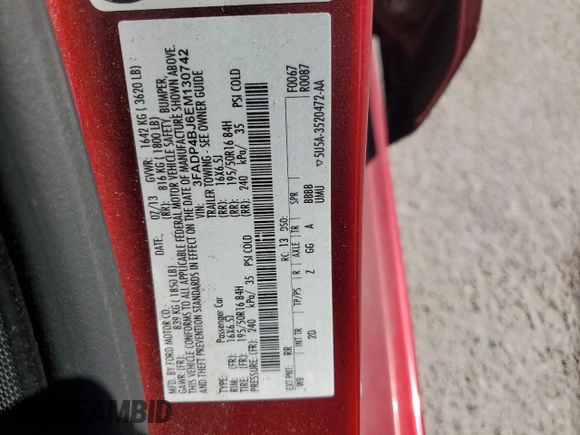 MFD. BY FORD MOTOR CO.
DATE: 07/13 GVWR: 1642 KG ( 3620 LB)
GAWR: (FR): 839 KG ( 1850 LB) (RR): 816 KG ( 1800 LB)
THIS VEHICLE CONFORMS TO ALL APPLICABLE FEDERAL MOTOR VEHICLE SAFETY, BUMPER,
AND THEFT PREVENTION STANDARDS IN EFFECT ON THE DATE OF MANUFACTURE SHOWN ABOVE.
VIN: 3FADP4BJ6EM130742
TYPE: Passenger Car TRAILER TOWING - SEE OWNER GUIDE
RIM: (FR): 16X6.5J (RR): 16X6.5J
TIRE: (FR): 195/50R16 84H (RR): 195/50R16 84H
PRESSURE: (FR): 240 kPa/ 35 PSI COLD (RR): 240 kPa/ 35 PSI COLD
RC: 13 DSO: F0067
EXT PNT: RR R0087
WB INT TR TP/PS R AXLE TR SPR
2D Z GG A BBBB
UMU
▽5U5A-3520472-AA
AMBID